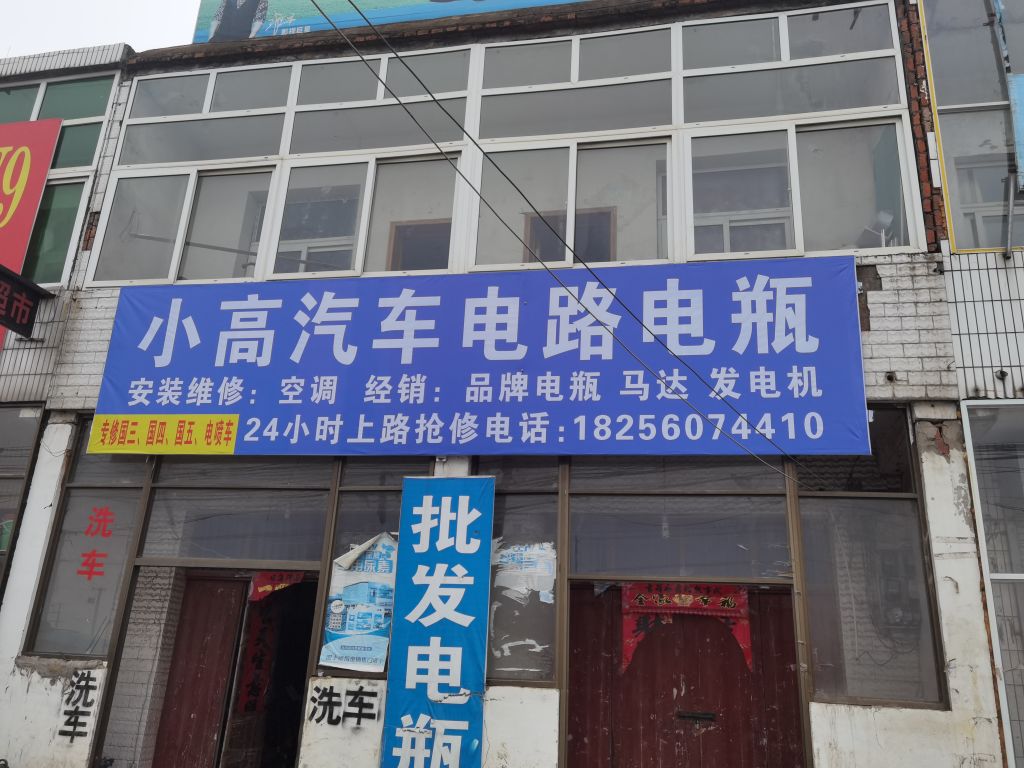 小高汽车电路电瓶
安装维修：空调 经销：品牌电瓶 马达 发电机
专修国三、国四、国五、电喷车
24小时上路抢修电话:18256074410
批发电瓶
洗车
洗车
洗车
超市
79